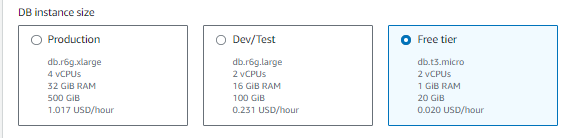 DB instance size
Production
db.r6g.xlarge
4 vCPUs
32 GiB RAM
500 GiB
1.017 USD/hour
Dev/Test
db.r6g.large
2 vCPUs
16 GiB RAM
100 GiB
0.231 USD/hour
Free tier
db.t3.micro
2 vCPUs
1 GiB RAM
20 GiB
0.020 USD/hour